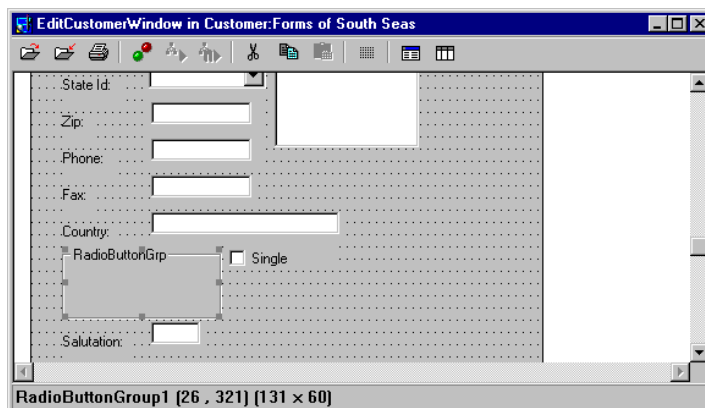 EditCustomerWindow in Customer:Forms of South Seas
State Id:
Zip:
Phone:
Fax:
Country:
RadioButtonGrp
Single
Salutation:
RadioButtonGroup1 (26 , 321) (131 × 60)